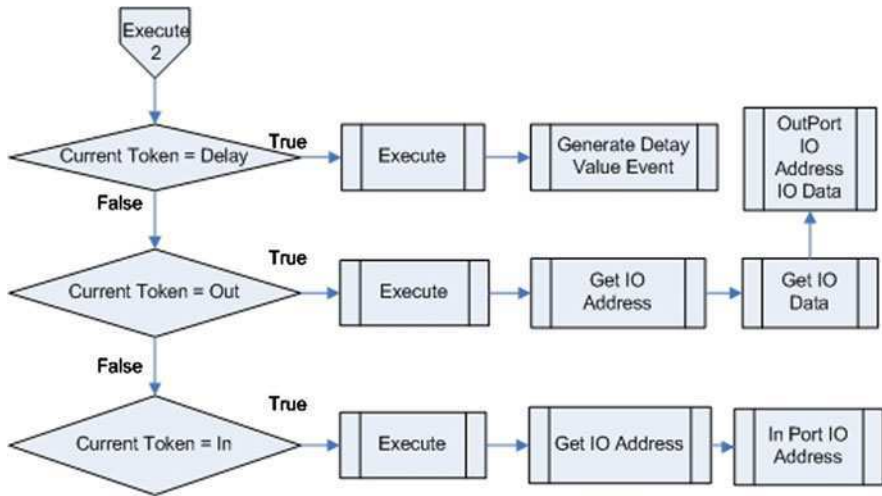 Execute
2
Current Token = Delay
True
Execute
Generate Detay
Value Event
OutPort
IO
Address
IO Data
False
Current Token = Out
True
Execute
Get IO
Address
Get IO
Data
False
Current Token = In
True
Execute
Get IO Address
In Port IO
Address